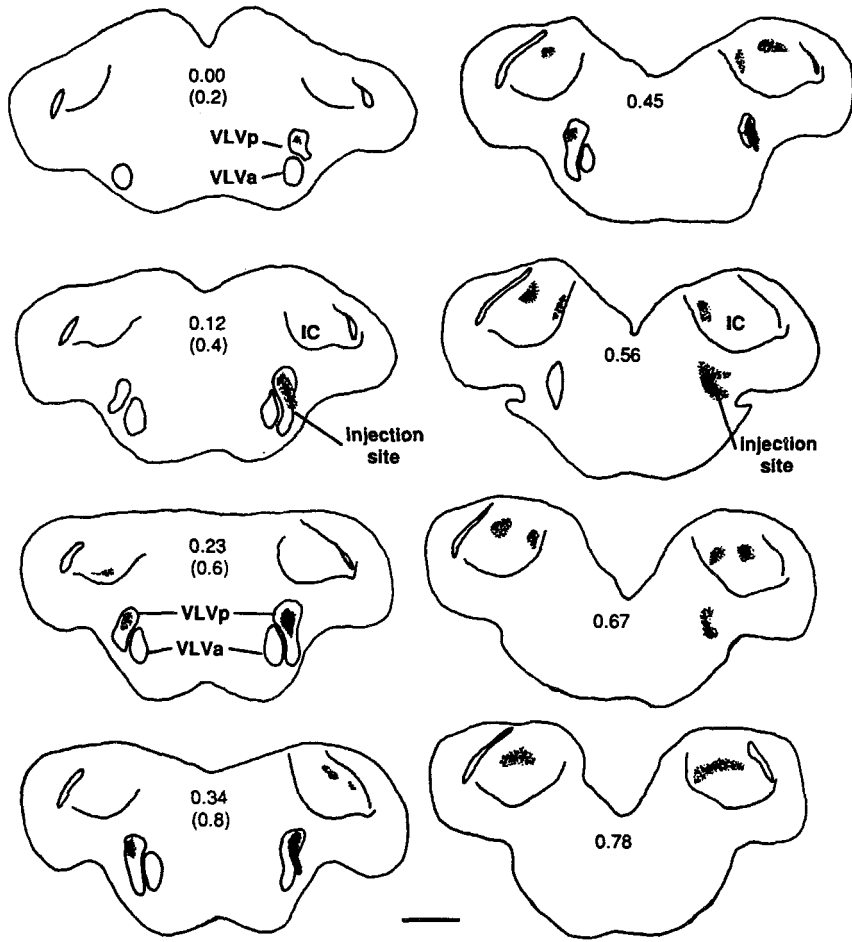 0.00
(0.2)
VLVp
VLVa
0.12
(0.4)
IC
Injection
site
0.23
(0.6)
VLVp
VLVa
0.34
(0.8)
0.45
0.56
IC
Injection
site
0.67
0.78